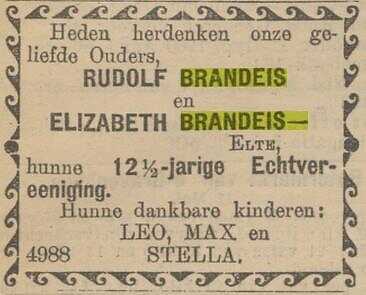 Heden herdenken onze ge-
liefde Ouders,
RUDOLF BRANDEIS
en
ELIZABETH BRANDEIS—
ELTE,
hunne 12½-jarige Echtver-
eeniging.
Hunne dankbare kinderen:
LEO, MAX en
4988 STELLA.